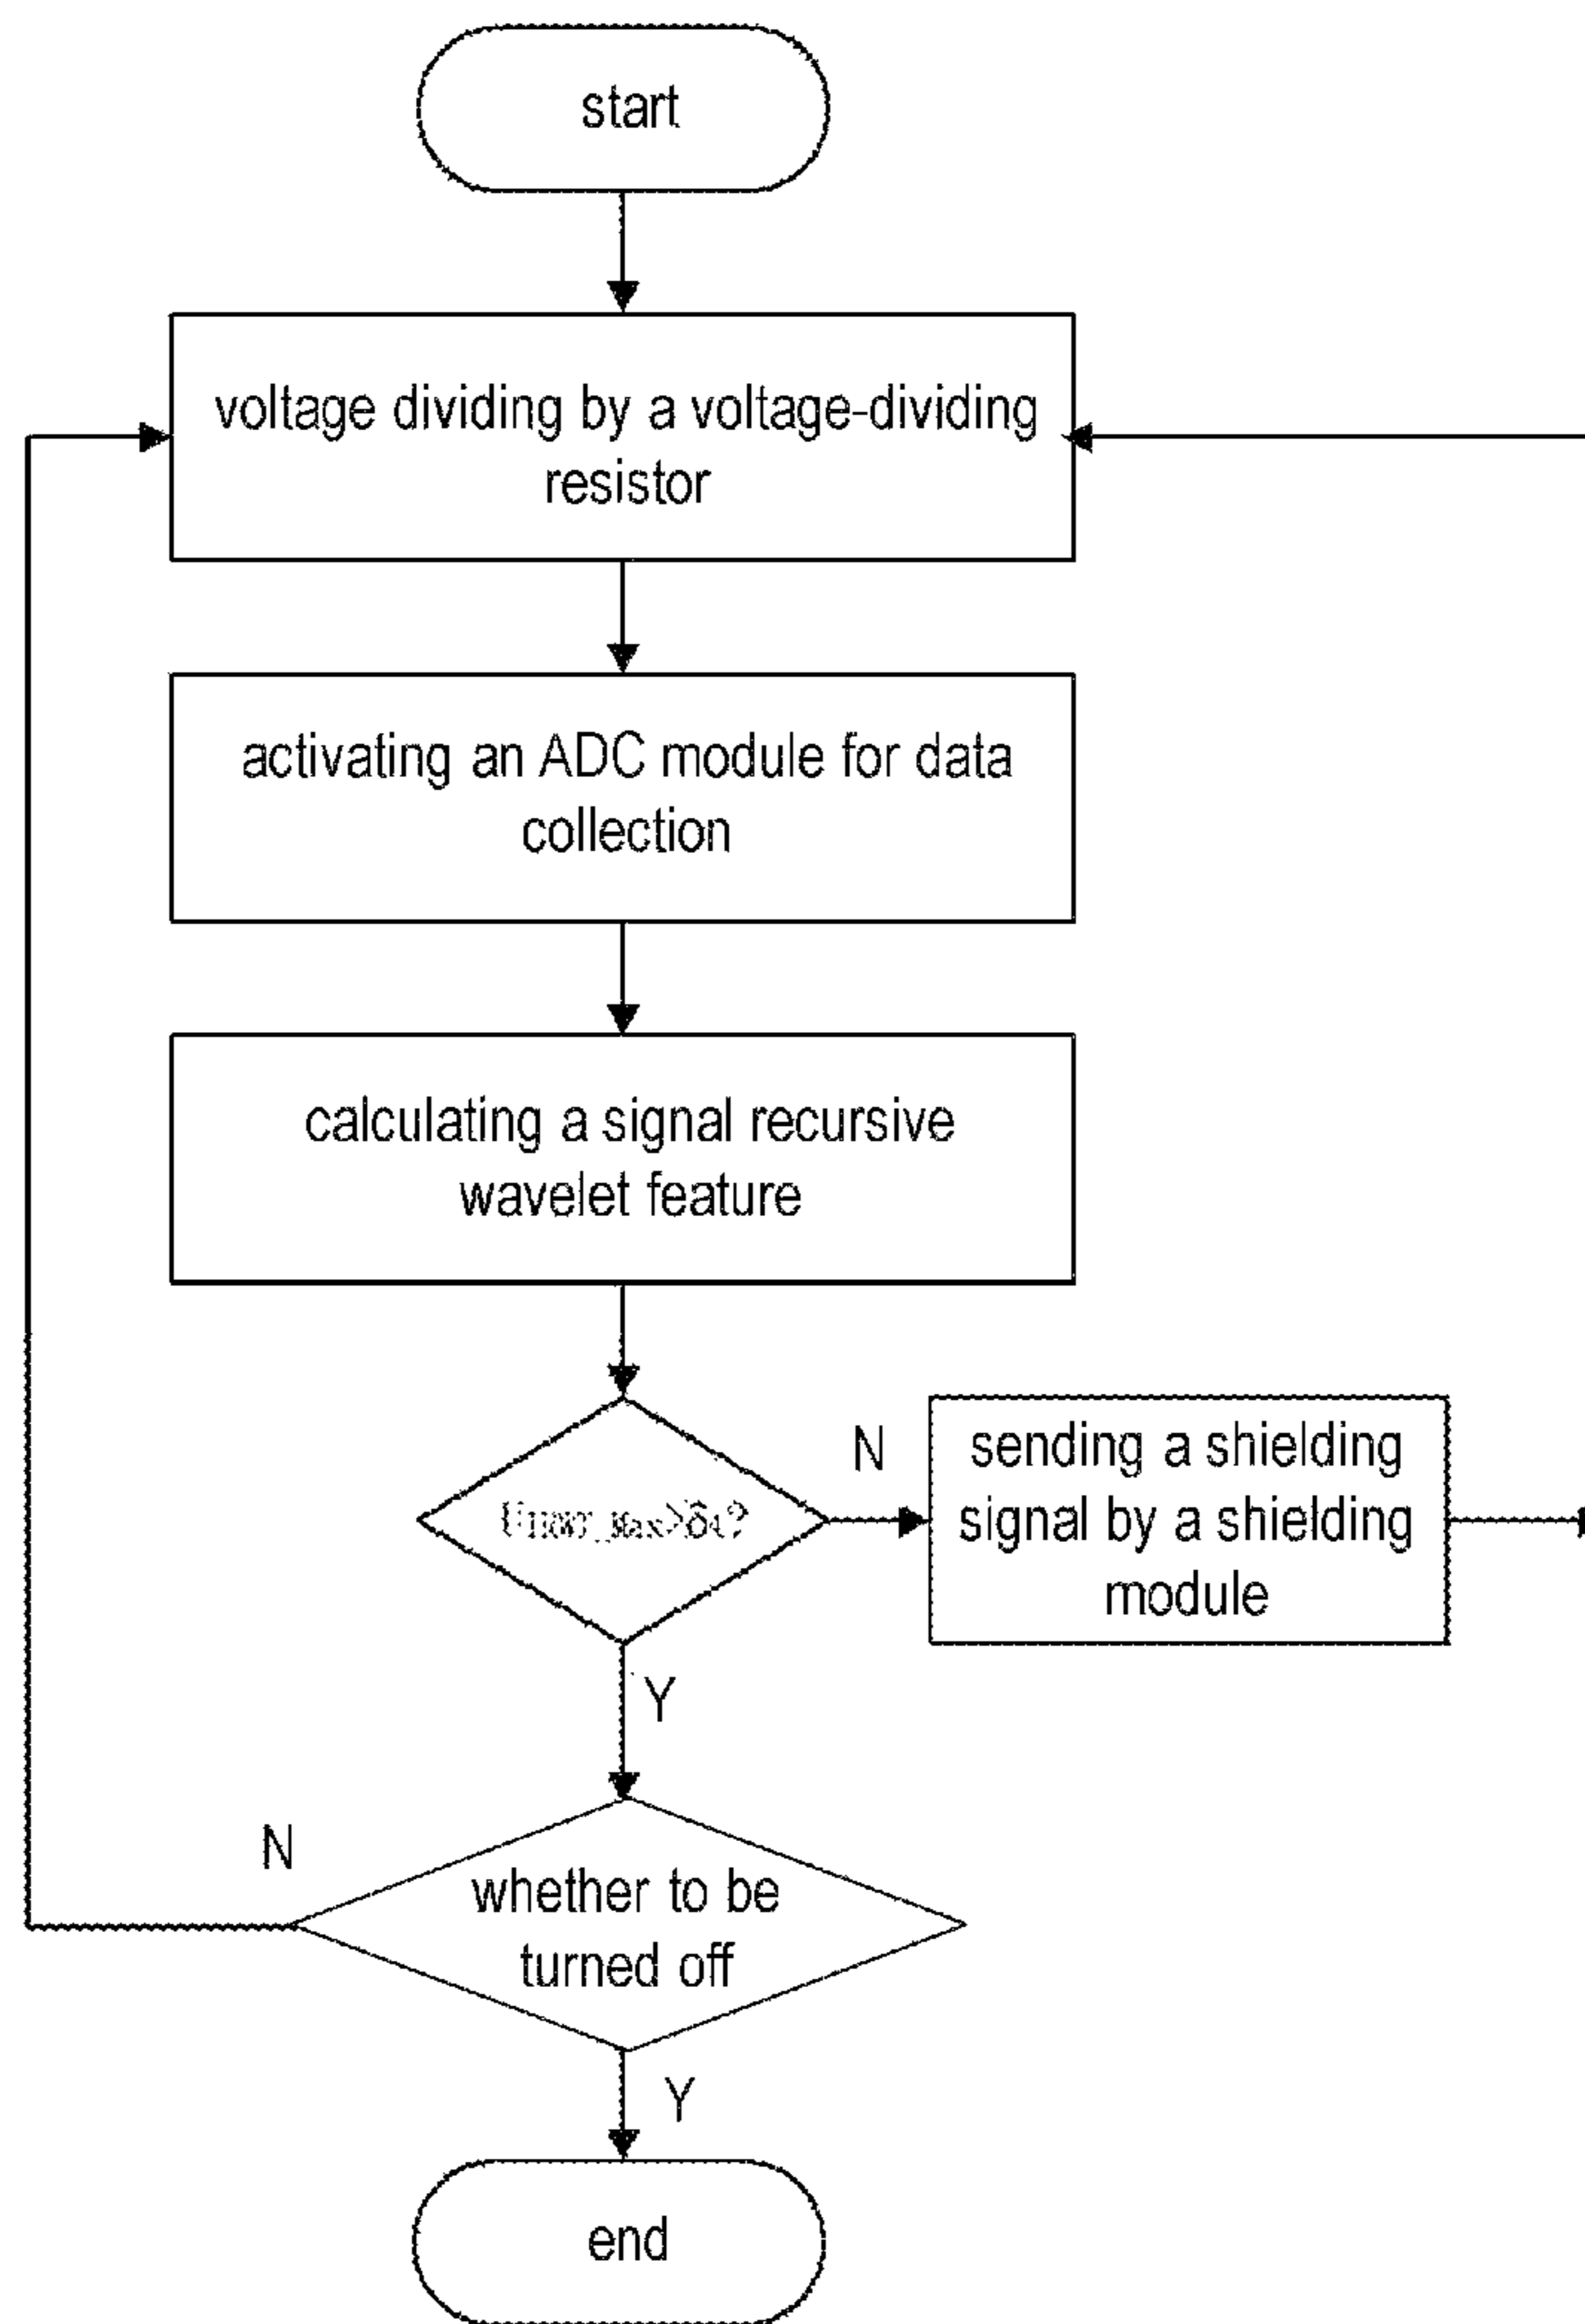 start
voltage dividing by a voltage-dividing
resistor
activating an ADC module for data
collection
calculating a signal recursive
wavelet feature
N
sending a shielding
signal by a shielding
module
Y
N
whether to be
turned off
Y
end